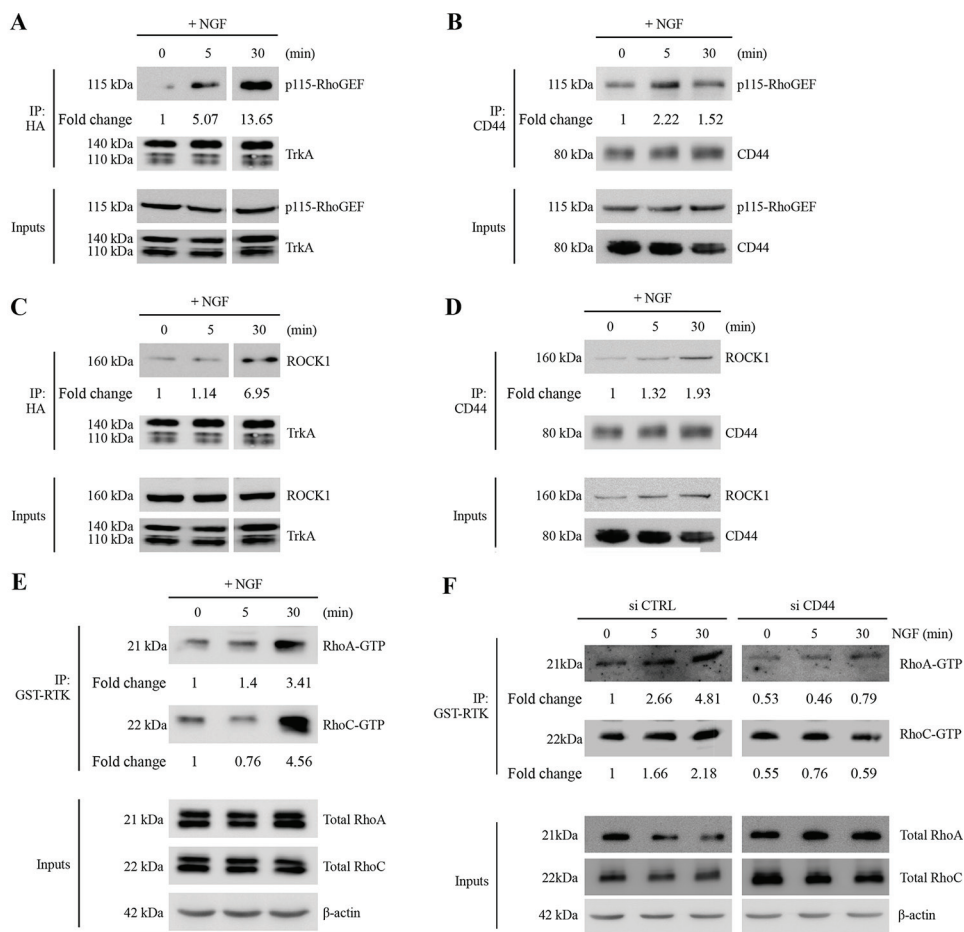 A
+ NGF
0 5 30 (min)
IP: HA
115 kDa p115-RhoGEF
Fold change 1 5.07 13.65
140 kDa
110 kDa
TrkA
Inputs
115 kDa p115-RhoGEF
140 kDa
110 kDa
TrkA
B
+ NGF
0 5 30 (min)
IP: CD44
115 kDa p115-RhoGEF
Fold change 1 2.22 1.52
80 kDa CD44
Inputs
115 kDa p115-RhoGEF
80 kDa CD44
C
+ NGF
0 5 30 (min)
IP: HA
160 kDa ROCK1
Fold change 1 1.14 6.95
140 kDa
110 kDa
TrkA
Inputs
160 kDa ROCK1
140 kDa
110 kDa
TrkA
D
+ NGF
0 5 30 (min)
IP: CD44
160 kDa ROCK1
Fold change 1 1.32 1.93
80 kDa CD44
Inputs
160 kDa ROCK1
80 kDa CD44
E
+ NGF
0 5 30 (min)
IP: GST-RTK
21 kDa RhoA-GTP
Fold change 1 1.4 3.41
22 kDa RhoC-GTP
Fold change 1 0.76 4.56
Inputs
21 kDa Total RhoA
22 kDa Total RhoC
42 kDa β-actin
F
si CTRL si CD44
0 5 30 0 5 30 NGF (min)
IP: GST-RTK
21kDa RhoA-GTP
Fold change 1 2.66 4.81 0.53 0.46 0.79
22kDa RhoC-GTP
Fold change 1 1.66 2.18 0.55 0.76 0.59
Inputs
21kDa Total RhoA
22kDa Total RhoC
42 kDa β-actin